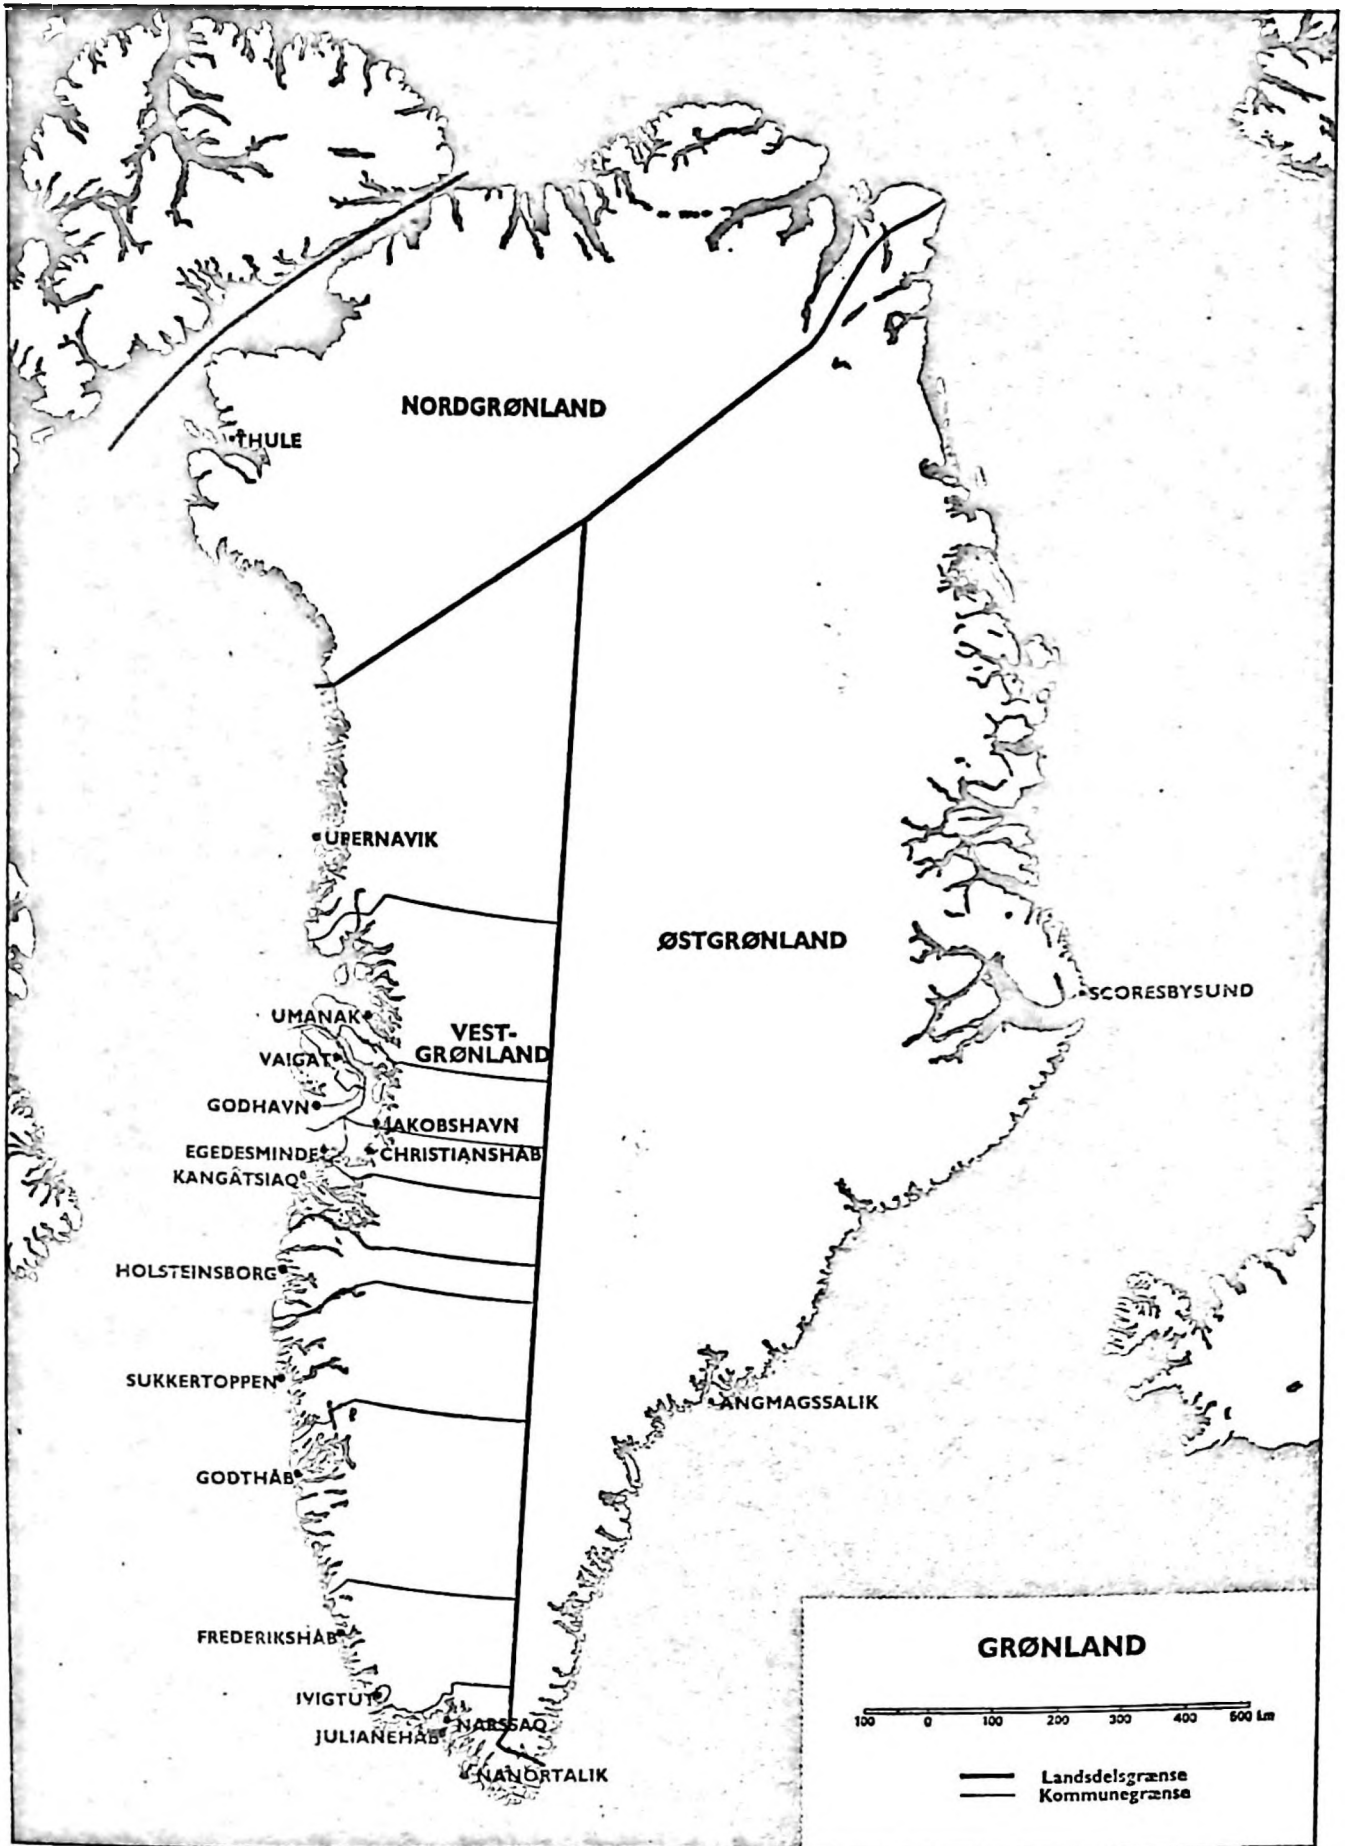 NORDGRØNLAND
THULE
UPERNAVIK
ØSTGRØNLAND
SCORESBYSUND
UMANAK
VEST-
GRØNLAND
VAIGAT
GODHAVN
JAKOBSHAVN
EGEDESMINDE
CHRISTIANSHÅB
KANGÂTSIAQ
HOLSTEINSBORG
SUKKERTOPPEN
ANGMAGSSALIK
GODTHÅB
FREDERIKSHÅB
IVIGTUT
NARSSAQ
JULIANEHÅB
NANORTALIK
GRØNLAND
100 0 100 200 300 400 500 km
Landsdelsgrænse
Kommunegrænse